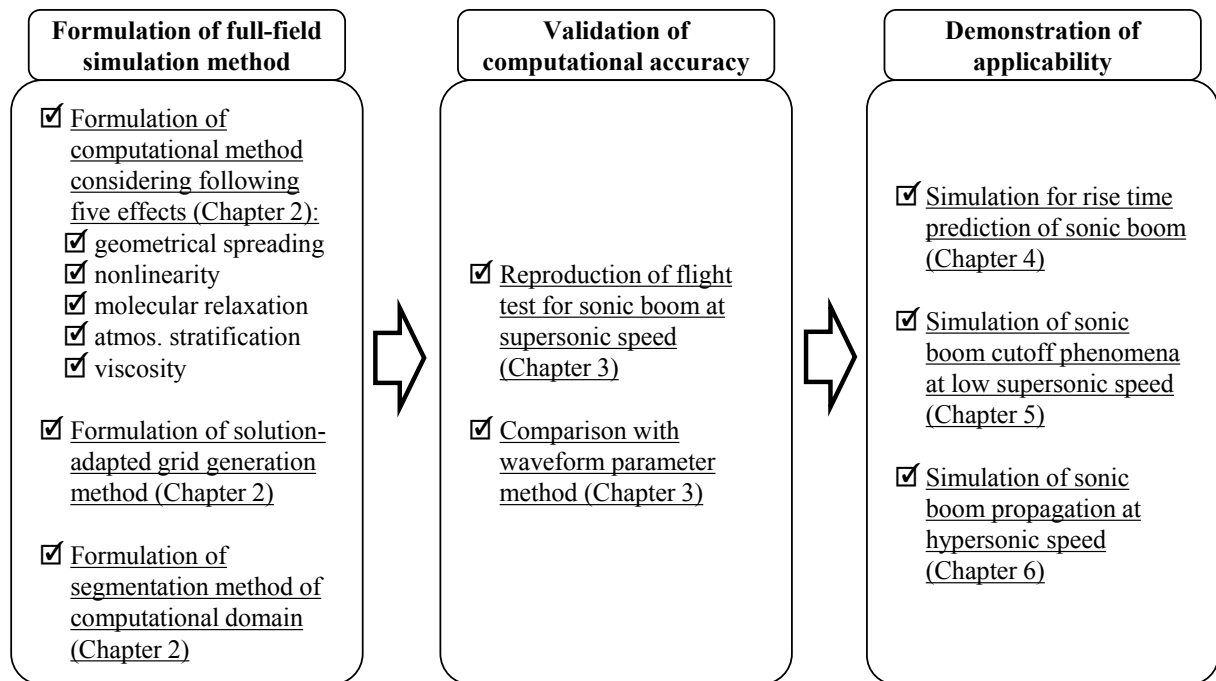 Formulation of full-field
simulation method
☑ Formulation of
computational method
considering following
five effects (Chapter 2):
☑ geometrical spreading
☑ nonlinearity
☑ molecular relaxation
☑ atmos. stratification
☑ viscosity
☑ Formulation of solution-
adapted grid generation
method (Chapter 2)
☑ Formulation of
segmentation method of
computational domain
(Chapter 2)
Validation of
computational accuracy
☑ Reproduction of flight
test for sonic boom at
supersonic speed
(Chapter 3)
☑ Comparison with
waveform parameter
method (Chapter 3)
Demonstration of
applicability
☑ Simulation for rise time
prediction of sonic boom
(Chapter 4)
☑ Simulation of sonic
boom cutoff phenomena
at low supersonic speed
(Chapter 5)
☑ Simulation of sonic
boom propagation at
hypersonic speed
(Chapter 6)